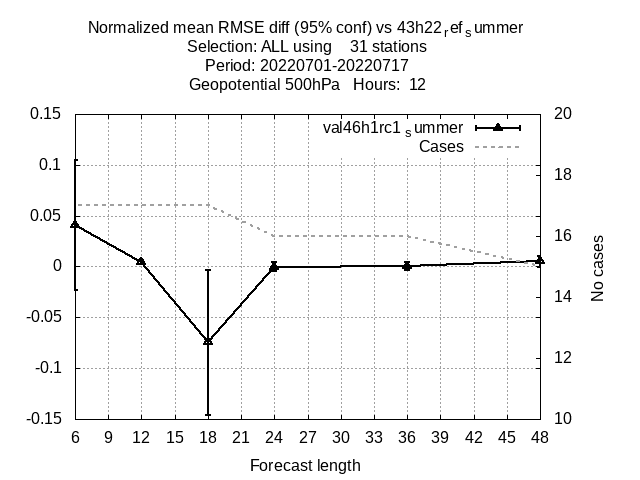 Normalized mean RMSE diff (95% conf) vs 43h22refsummer
Selection: ALL using 31 stations
Period: 20220701-20220717
Geopotential 500hPa Hours: 12
val46h1rc1summer
Cases
0.15
0.1
0.05
0
-0.05
-0.1
-0.15
20
18
16
14
12
10
No cases
6 9 12 15 18 21 24 27 30 33 36 39 42 45 48
Forecast length